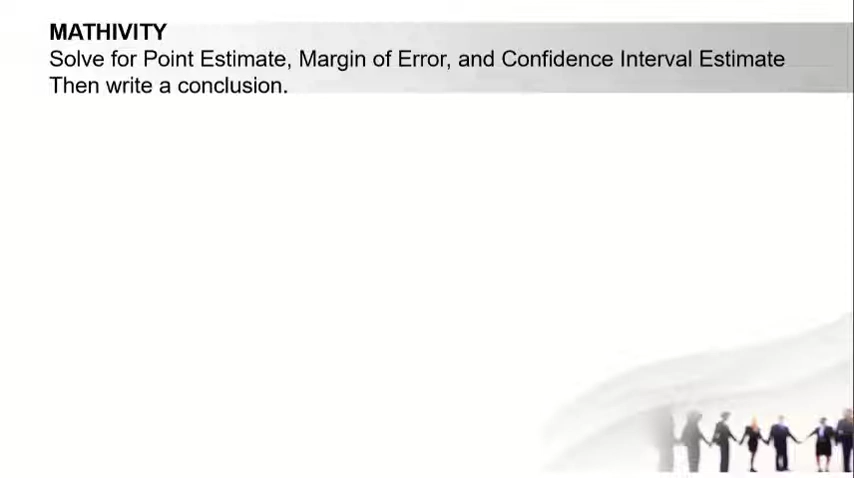 MATHIVITY
Solve for Point Estimate, Margin of Error, and Confidence Interval Estimate
Then write a conclusion.